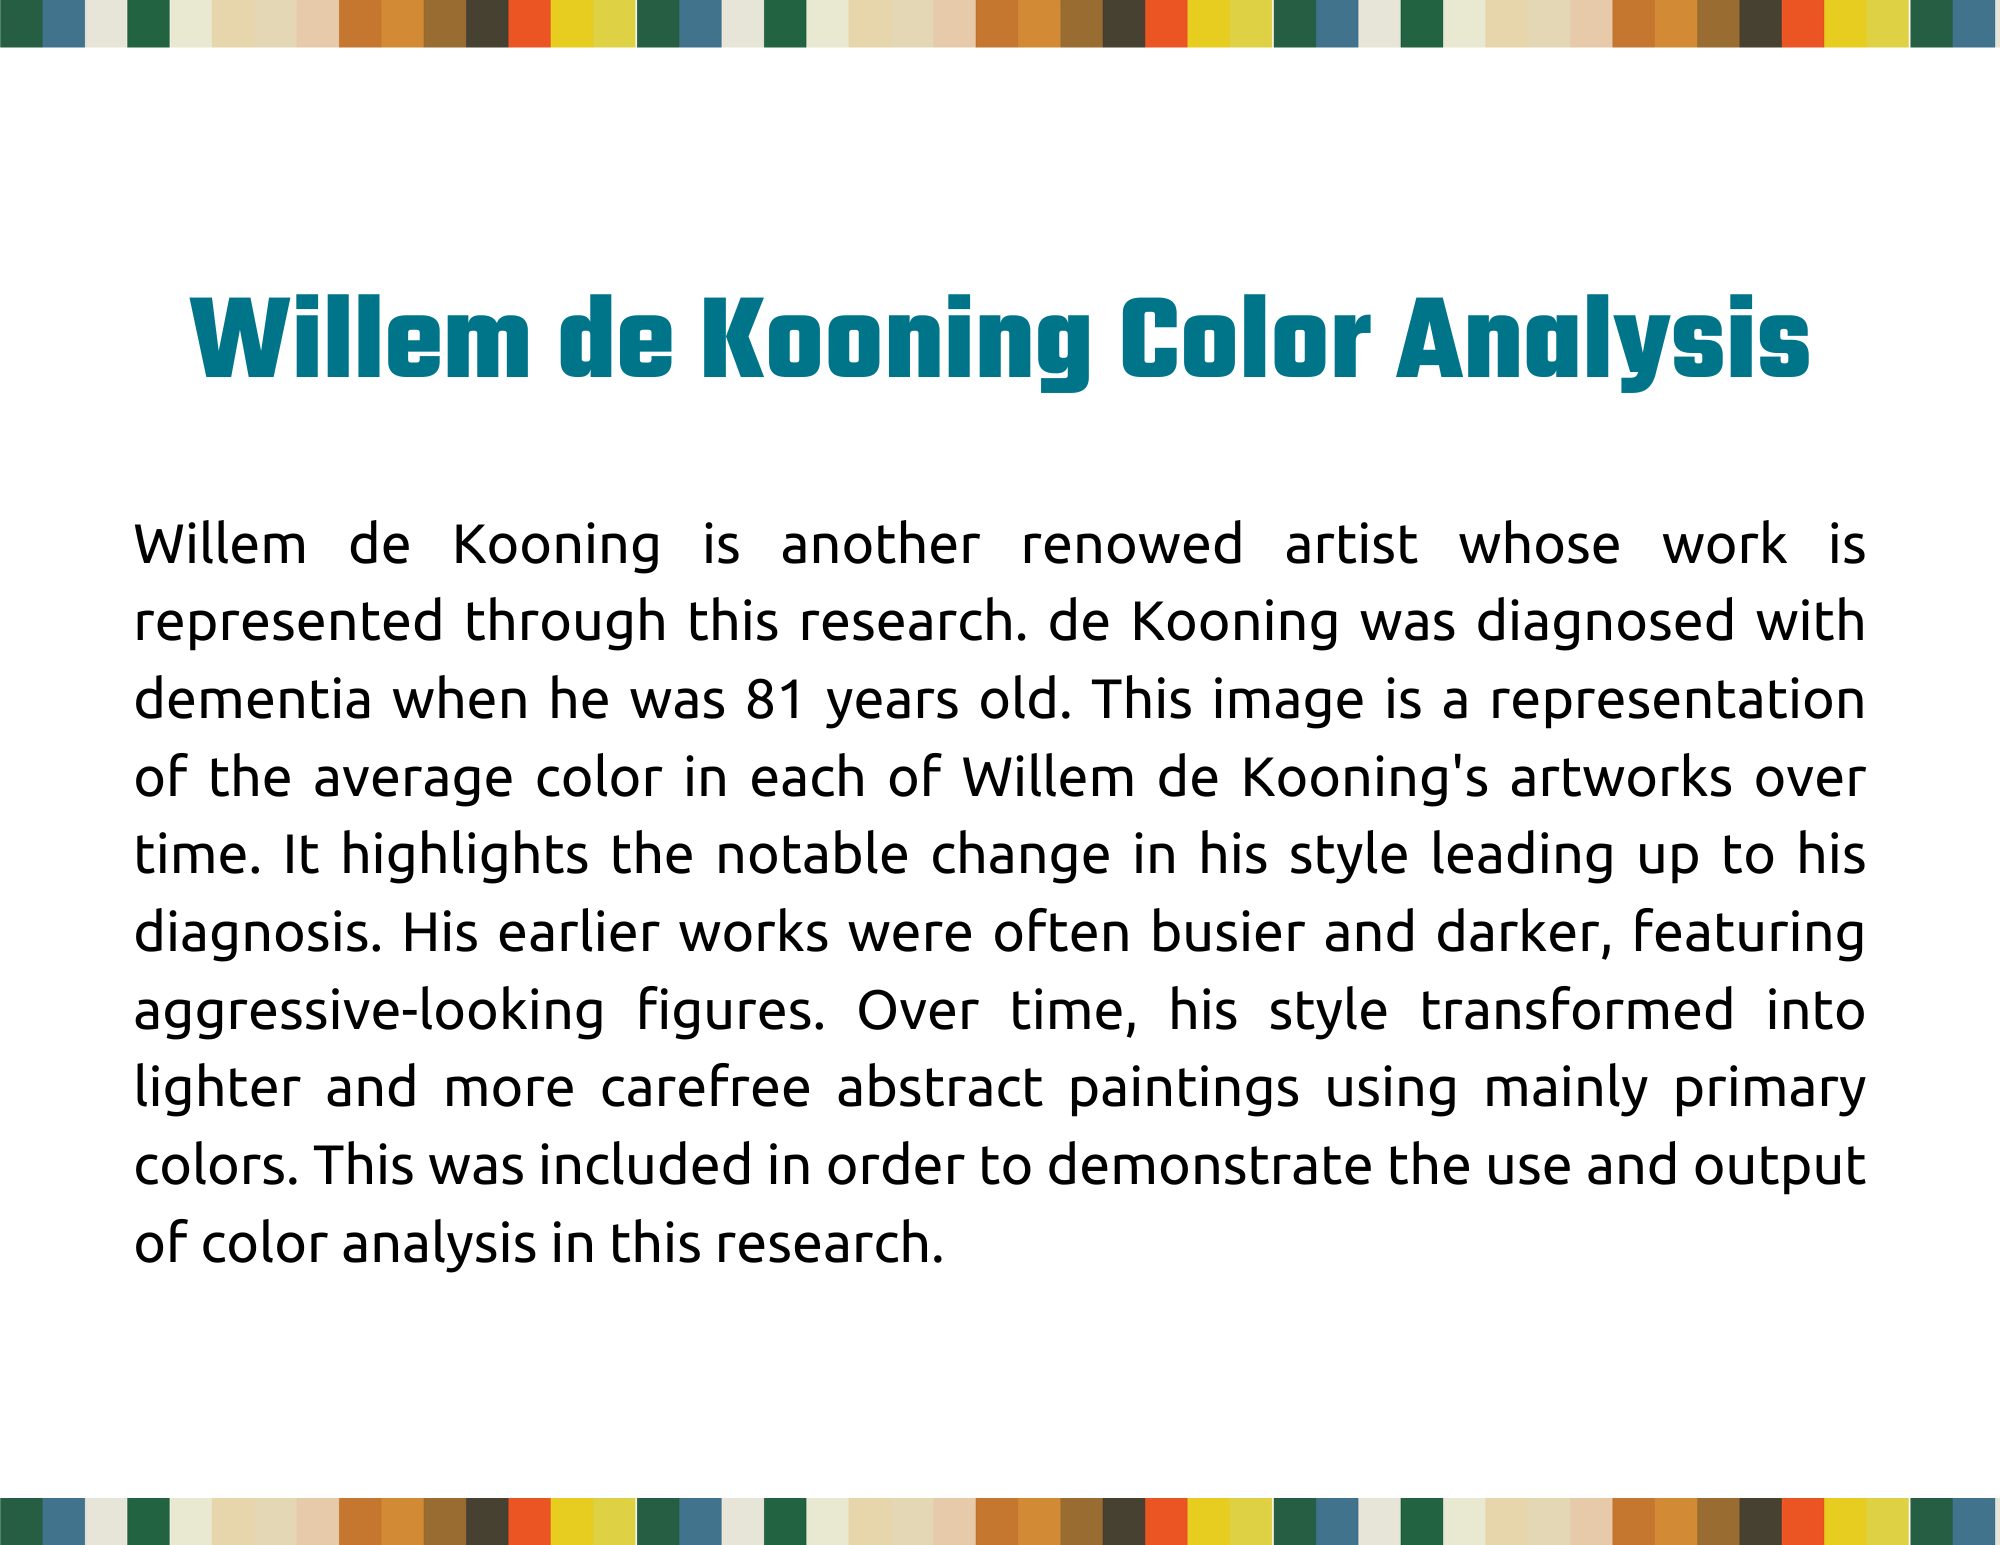 Willem de Kooning Color Analysis
Willem de Kooning is another renowed artist whose work is
represented through this research. de Kooning was diagnosed with
dementia when he was 81 years old. This image is a representation
of the average color in each of Willem de Kooning's artworks over
time. It highlights the notable change in his style leading up to his
diagnosis. His earlier works were often busier and darker, featuring
aggressive-looking figures. Over time, his style transformed into
lighter and more carefree abstract paintings using mainly primary
colors. This was included in order to demonstrate the use and output
of color analysis in this research.